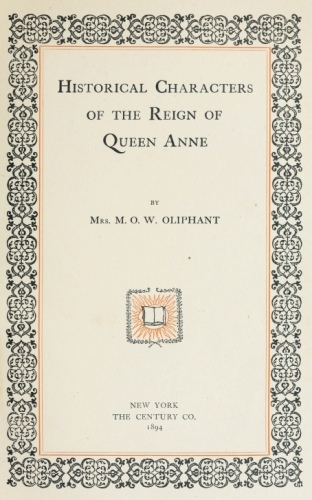 Historical Characters
of the Reign of
Queen Anne
BY
Mrs. M. O. W. OLIPHANT
NEW YORK
THE CENTURY CO.
1894